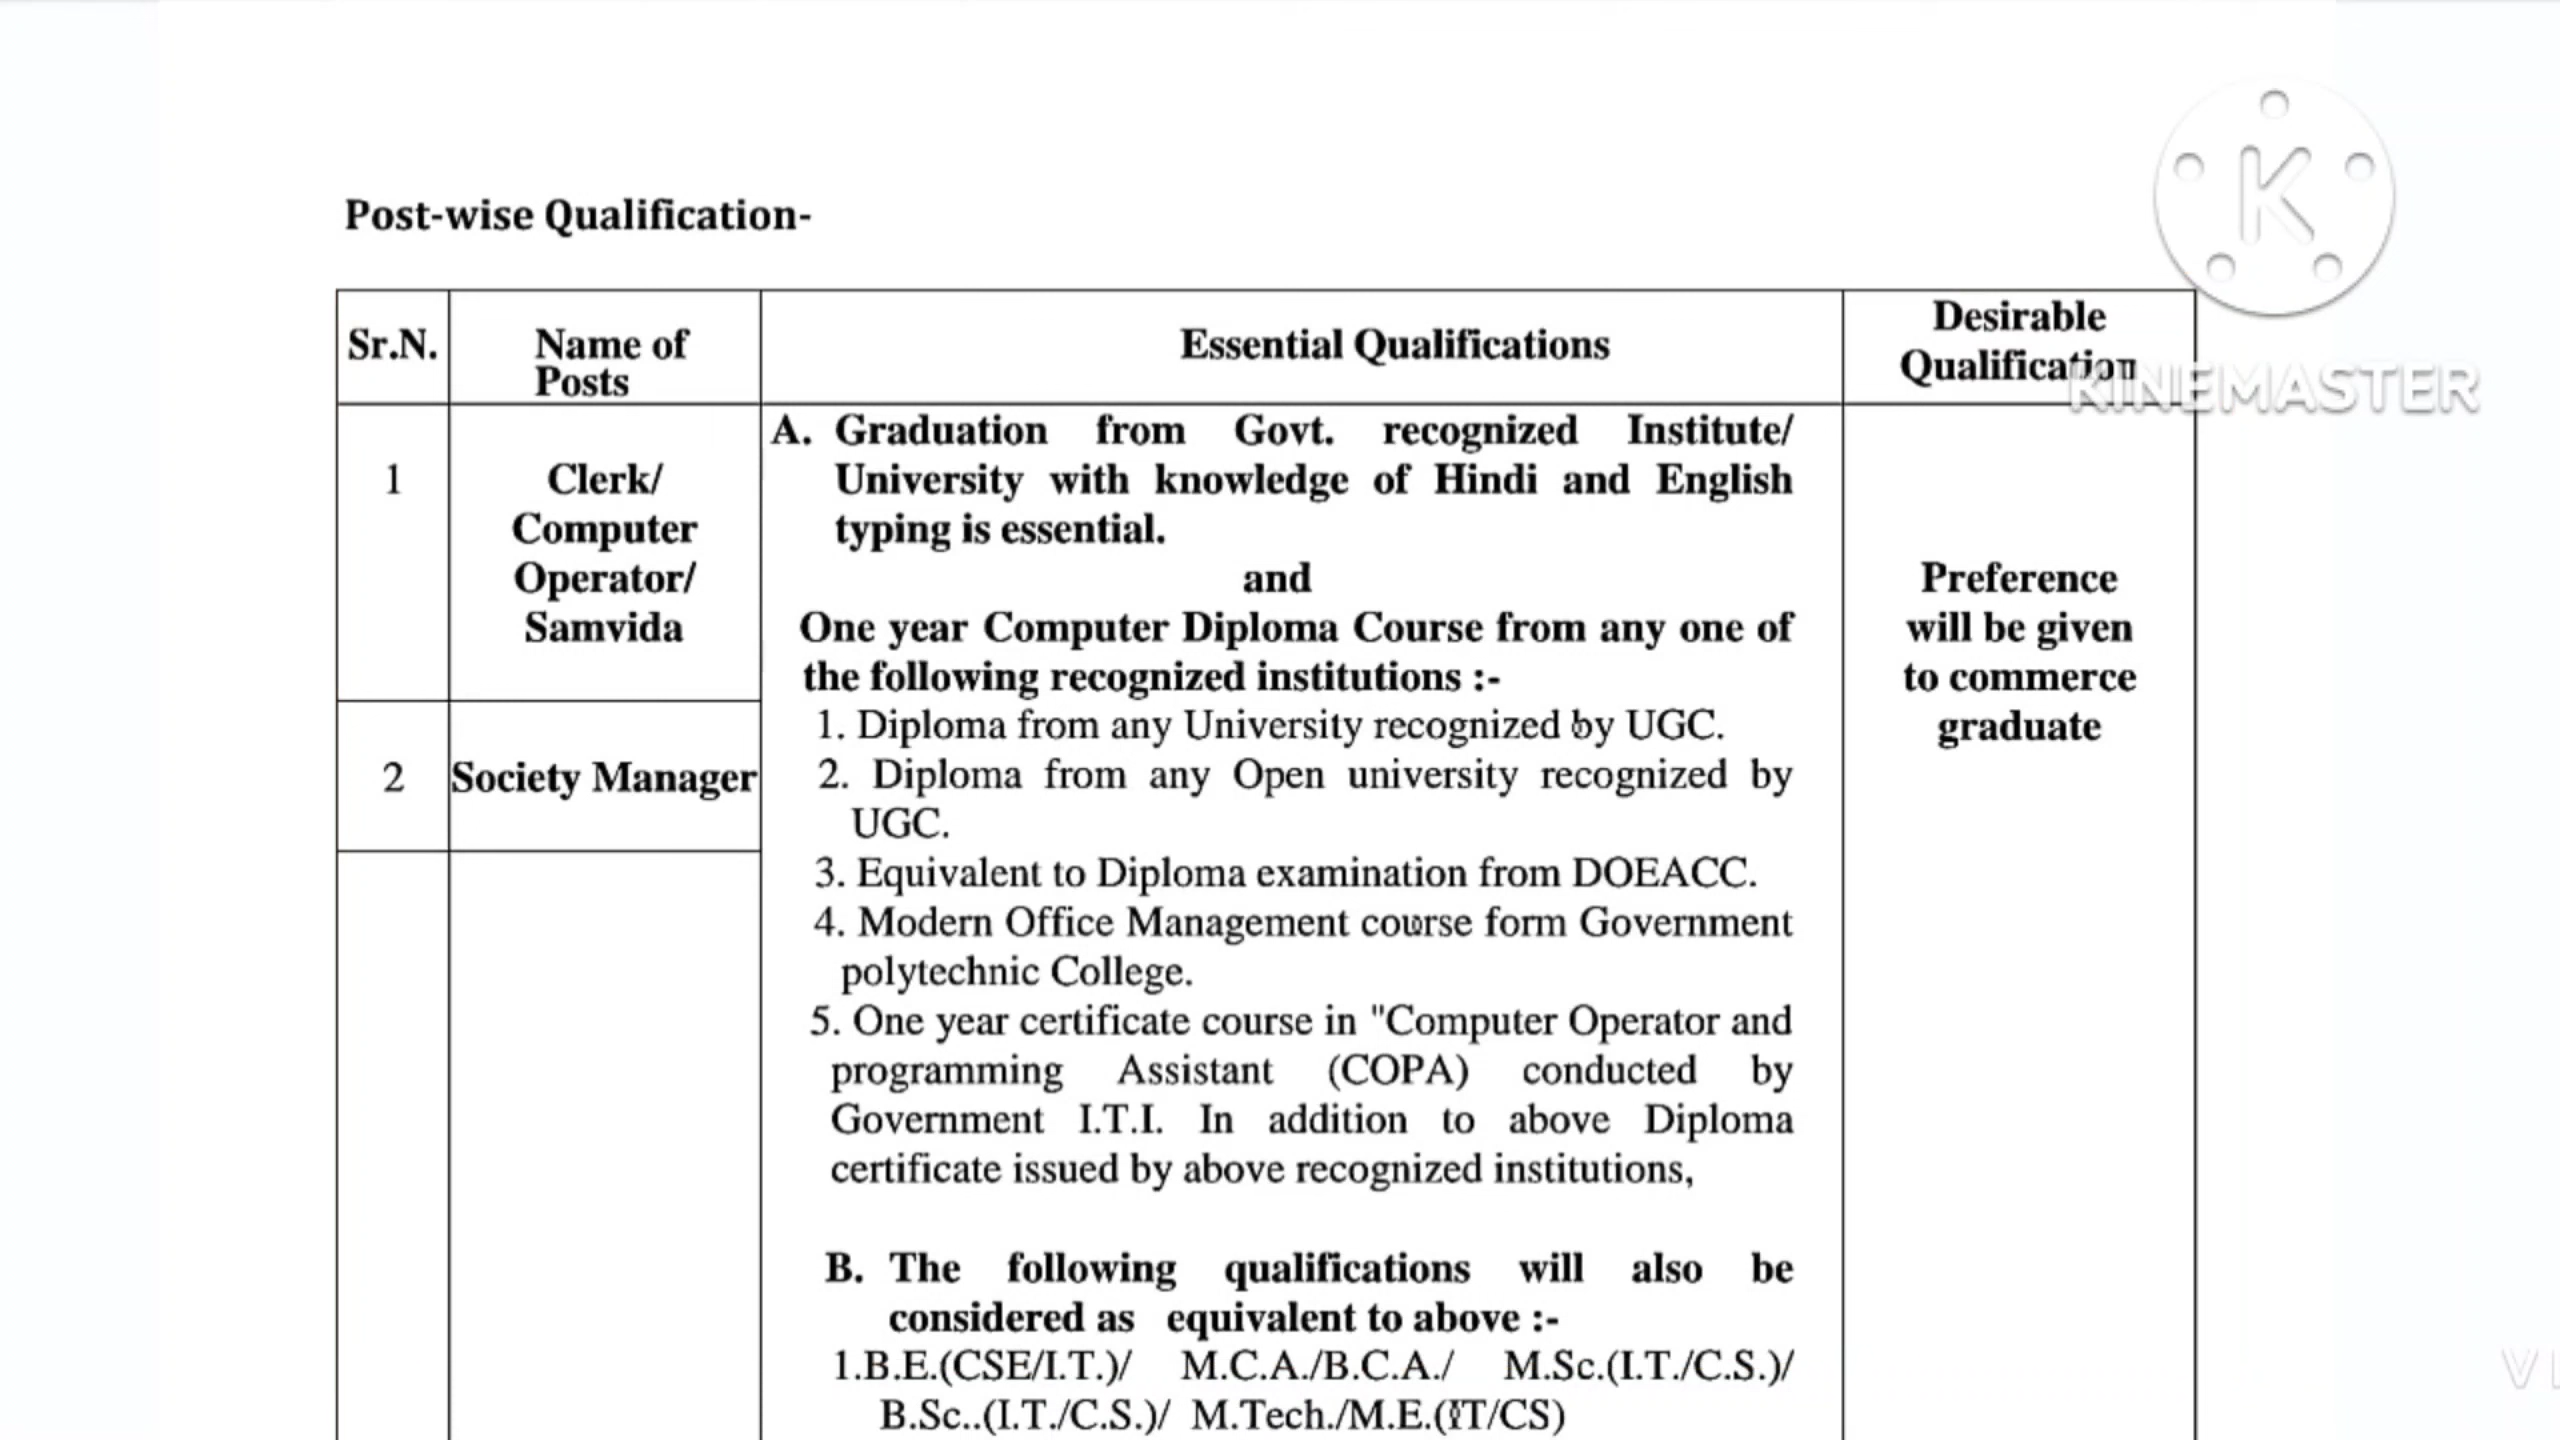 Post-wise Qualification-
Sr.N.
Name of
Posts
Essential Qualifications
Desirable
Qualification
KINEMASTER
K
1
Clerk/
Computer
Operator/
Samvida
2
Society Manager
A. Graduation from Govt. recognized Institute/
University with knowledge of Hindi and English
typing is essential.
and
One year Computer Diploma Course from any one of
the following recognized institutions :-
1. Diploma from any University recognized by UGC.
2. Diploma from any Open university recognized by
UGC.
3. Equivalent to Diploma examination from DOEACC.
4. Modern Office Management course form Government
polytechnic College.
5. One year certificate course in "Computer Operator and
programming Assistant (COPA) conducted by
Government I.T.I. In addition to above Diploma
certificate issued by above recognized institutions,
B. The following qualifications will also be
considered as equivalent to above :-
1.B.E.(CSE/I.T.)/ M.C.A./B.C.A./ M.Sc.(I.T./C.S.)/
B.Sc..(I.T./C.S.)/ M.Tech./M.E.(IT/CS)
Preference
will be given
to commerce
graduate